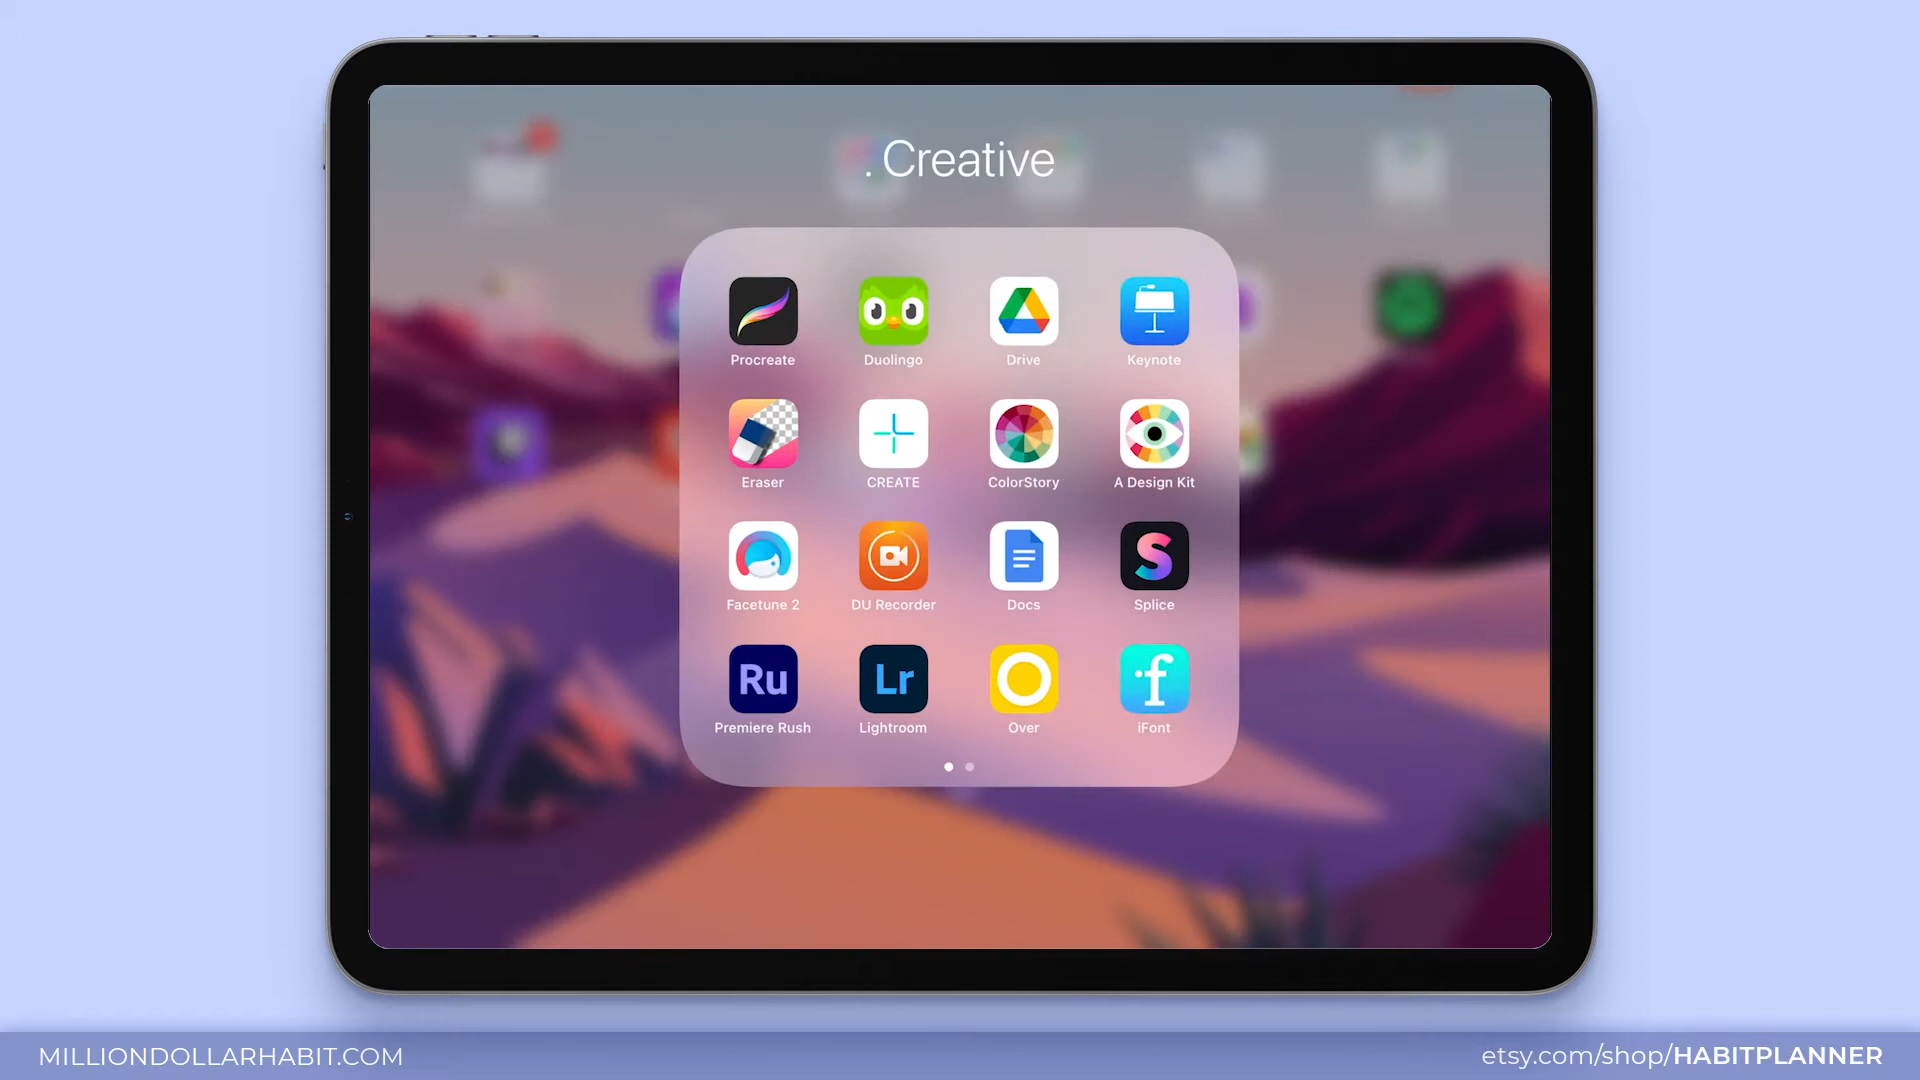 . Creative
Procreate Duolingo Drive Keynote
Eraser CREATE ColorStory A Design Kit
Facetune 2 DU Recorder Docs Splice
S
Ru Lr f
Premiere Rush Lightroom Over iFont
MILLIONDOLLARHABIT.COM etsy.com/shop/HABITPLANNER